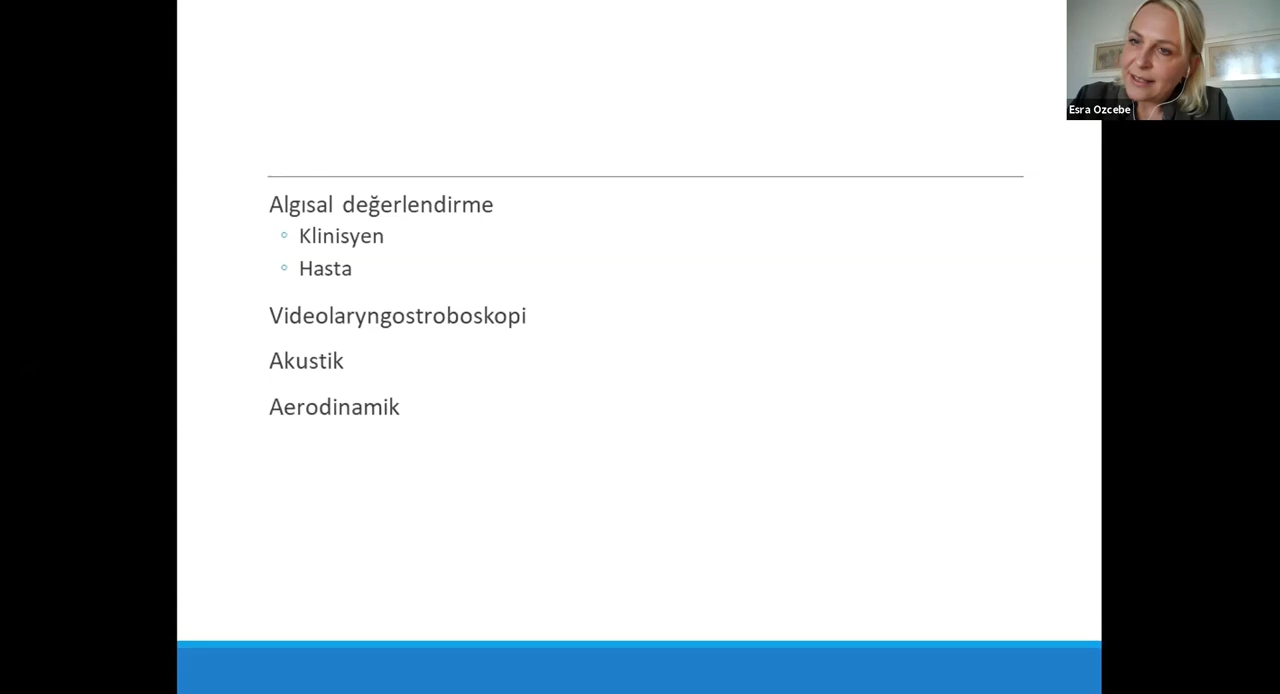 Esra Ozcebe
Algısal değerlendirme
Klinisyen
Hasta
Videolaryngostroboskopi
Akustik
Aerodinamik